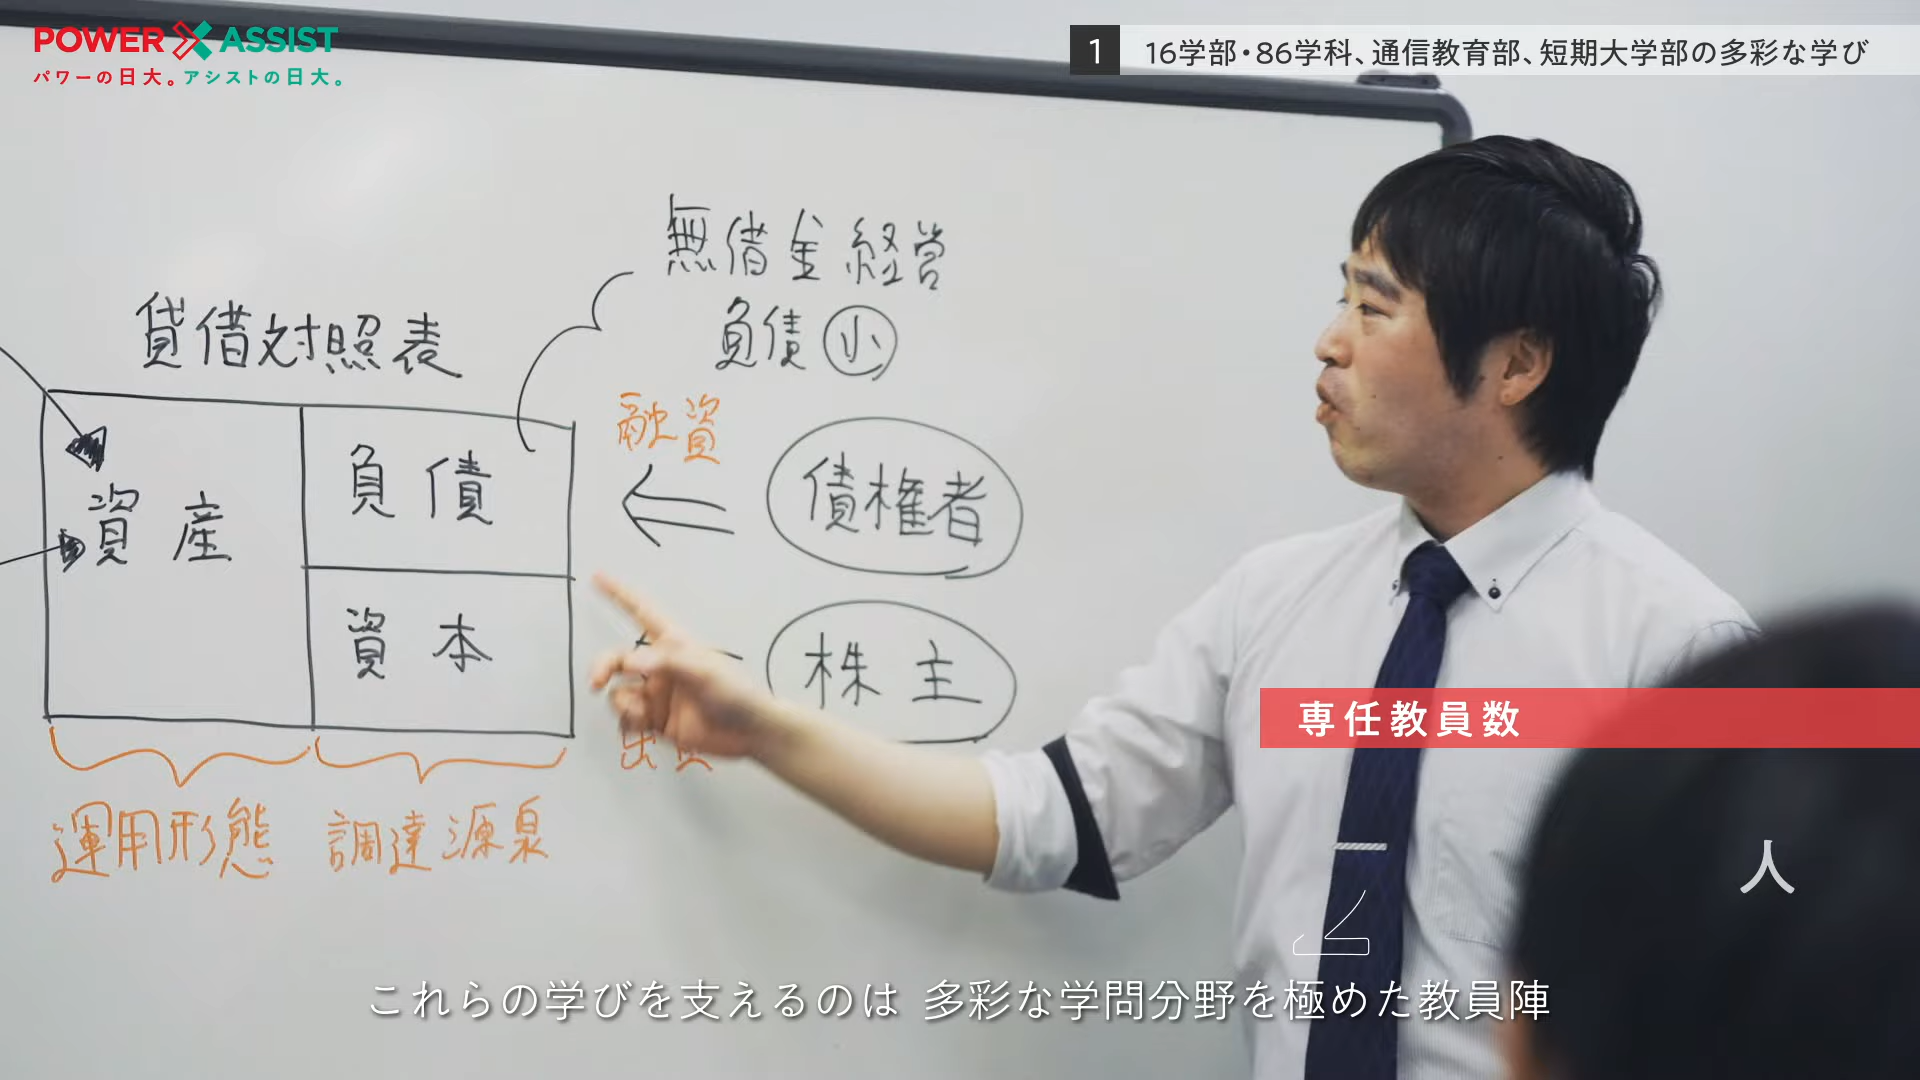 POWER ASSIST
パワーの日大。アシストの日大。
1 16学部・86学科、通信教育部、短期大学部の多彩な学び
無借金経営
負債 小
貸借対照表
融資
負債
債権者
資産
資本
株主
専任教員数
運用形態
調達源泉
人
これらの学びを支えるのは 多彩な学問分野を極めた教員陣